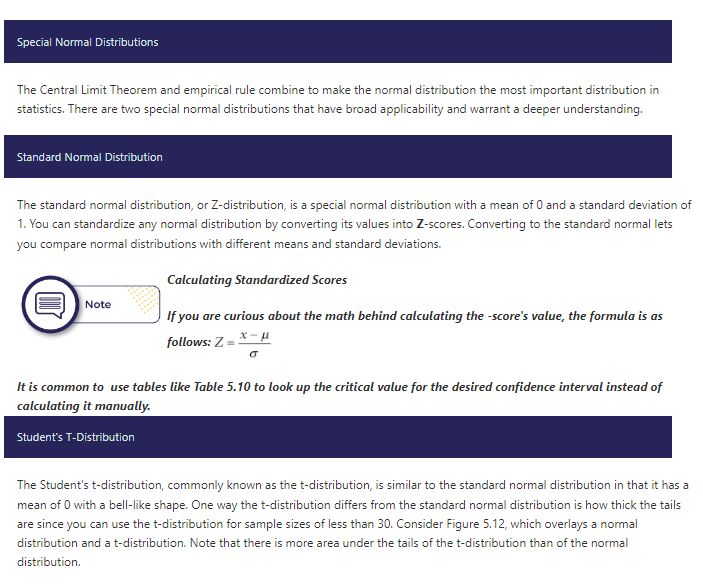 Special Normal Distributions
The Central Limit Theorem and empirical rule combine to make the normal distribution the most important distribution in
statistics. There are two special normal distributions that have broad applicability and warrant a deeper understanding.
Standard Normal Distribution
The standard normal distribution, or Z-distribution, is a special normal distribution with a mean of 0 and a standard deviation of
1. You can standardize any normal distribution by converting its values into Z-scores. Converting to the standard normal lets
you compare normal distributions with different means and standard deviations.
Note
Calculating Standardized Scores
If you are curious about the math behind calculating the -score's value, the formula is as
follows: Z = (x − μ) / σ
It is common to use tables like Table 5.10 to look up the critical value for the desired confidence interval instead of
calculating it manually.
Student's T-Distribution
The Student's t-distribution, commonly known as the t-distribution, is similar to the standard normal distribution in that it has a
mean of 0 with a bell-like shape. One way the t-distribution differs from the standard normal distribution is how thick the tails
are since you can use the t-distribution for sample sizes of less than 30. Consider Figure 5.12, which overlays a normal
distribution and a t-distribution. Note that there is more area under the tails of the t-distribution than of the normal
distribution.